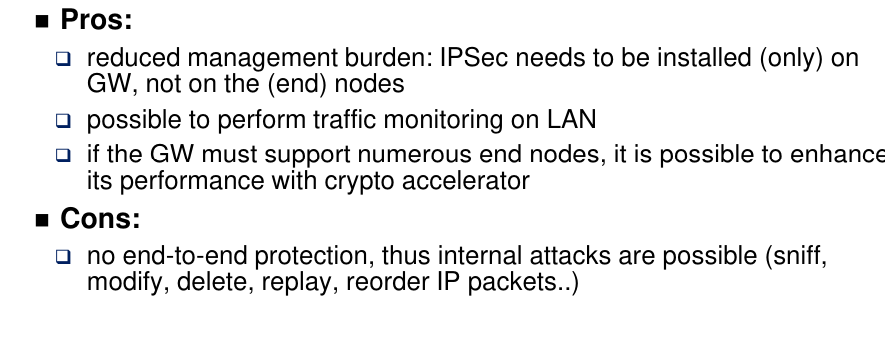 Pros:
reduced management burden: IPSec needs to be installed (only) on
GW, not on the (end) nodes
possible to perform traffic monitoring on LAN
if the GW must support numerous end nodes, it is possible to enhance
its performance with crypto accelerator
Cons:
no end-to-end protection, thus internal attacks are possible (sniff,
modify, delete, replay, reorder IP packets..)